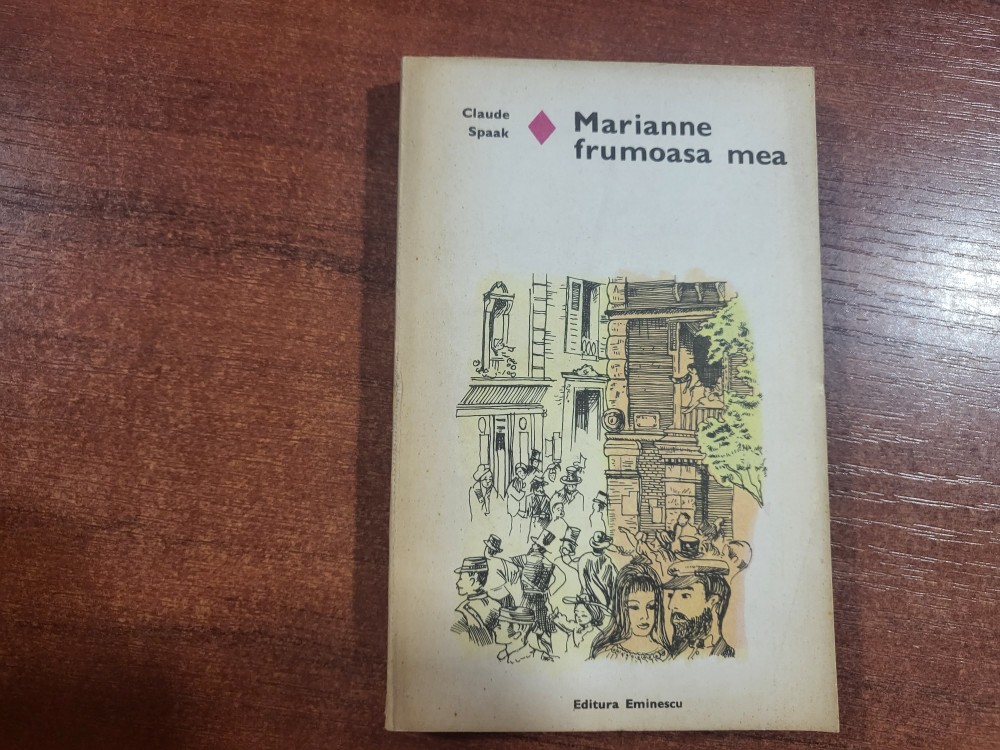 Claude
Spaak
Marianne
frumoasa mea
Editura Eminescu